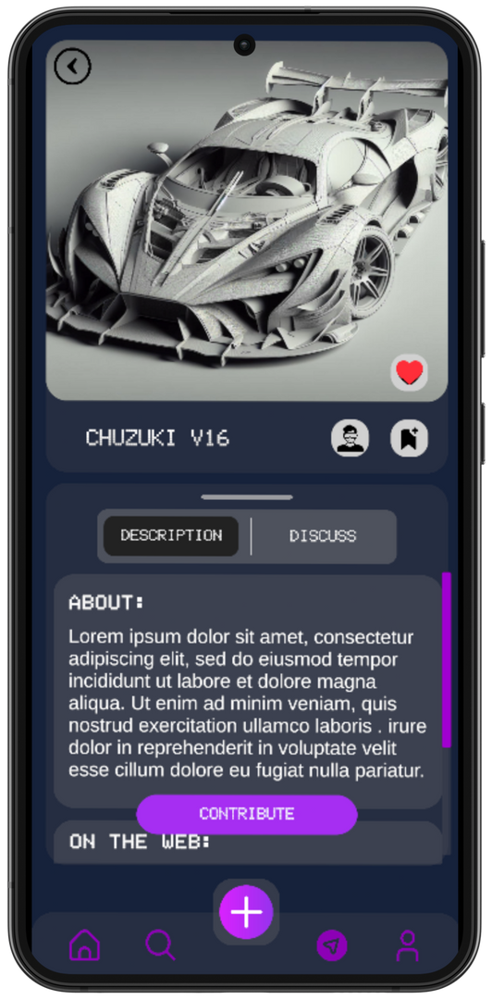 CHUZUKI V16
DESCRIPTION
DISCUSS
ABOUT:
Lorem ipsum dolor sit amet, consectetur
adipiscing elit, sed do eiusmod tempor
incididunt ut labore et dolore magna
aliqua. Ut enim ad minim veniam, quis
nostrud exercitation ullamco laboris . irure
dolor in reprehenderit in voluptate velit
esse cillum dolore eu fugiat nulla pariatur.
CONTRIBUTE
ON THE WEB: